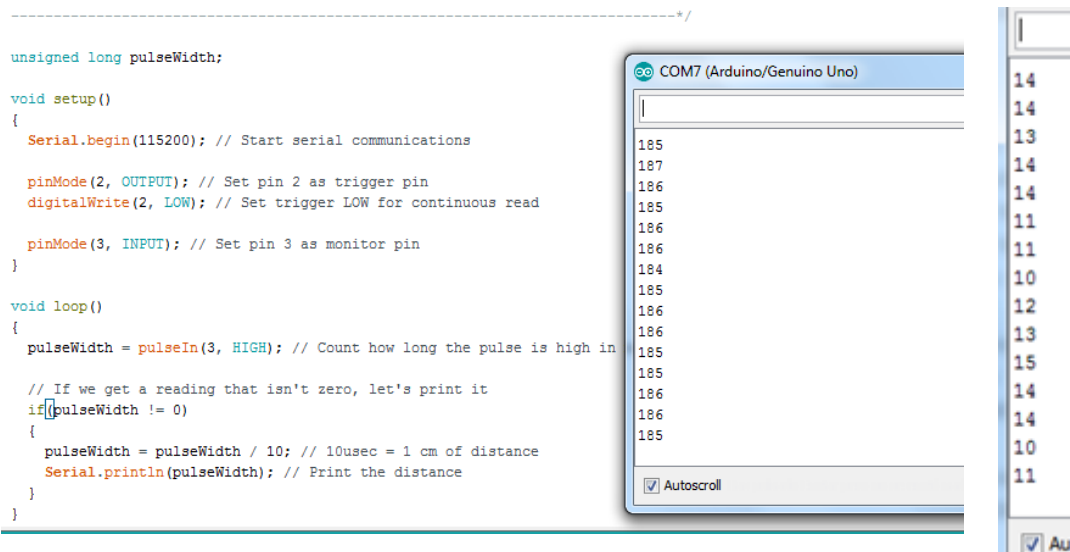 -------------------------------------------------------------------------------*/
unsigned long pulseWidth;
void setup()
{
  Serial.begin(115200); // Start serial communications
  pinMode(2, OUTPUT); // Set pin 2 as trigger pin
  digitalWrite(2, LOW); // Set trigger LOW for continuous read
  pinMode(3, INPUT); // Set pin 3 as monitor pin
}
void loop()
{
  pulseWidth = pulseIn(3, HIGH); // Count how long the pulse is high in
  // If we get a reading that isn't zero, let's print it
  if(pulseWidth != 0)
  {
    pulseWidth = pulseWidth / 10; // 10usec = 1 cm of distance
    Serial.println(pulseWidth); // Print the distance
  }
}
COM7 (Arduino/Genuino Uno)
185
187
186
185
186
186
184
185
186
186
185
185
186
186
185
Autoscroll
14
14
13
14
14
11
11
10
12
13
15
14
14
10
11
Au